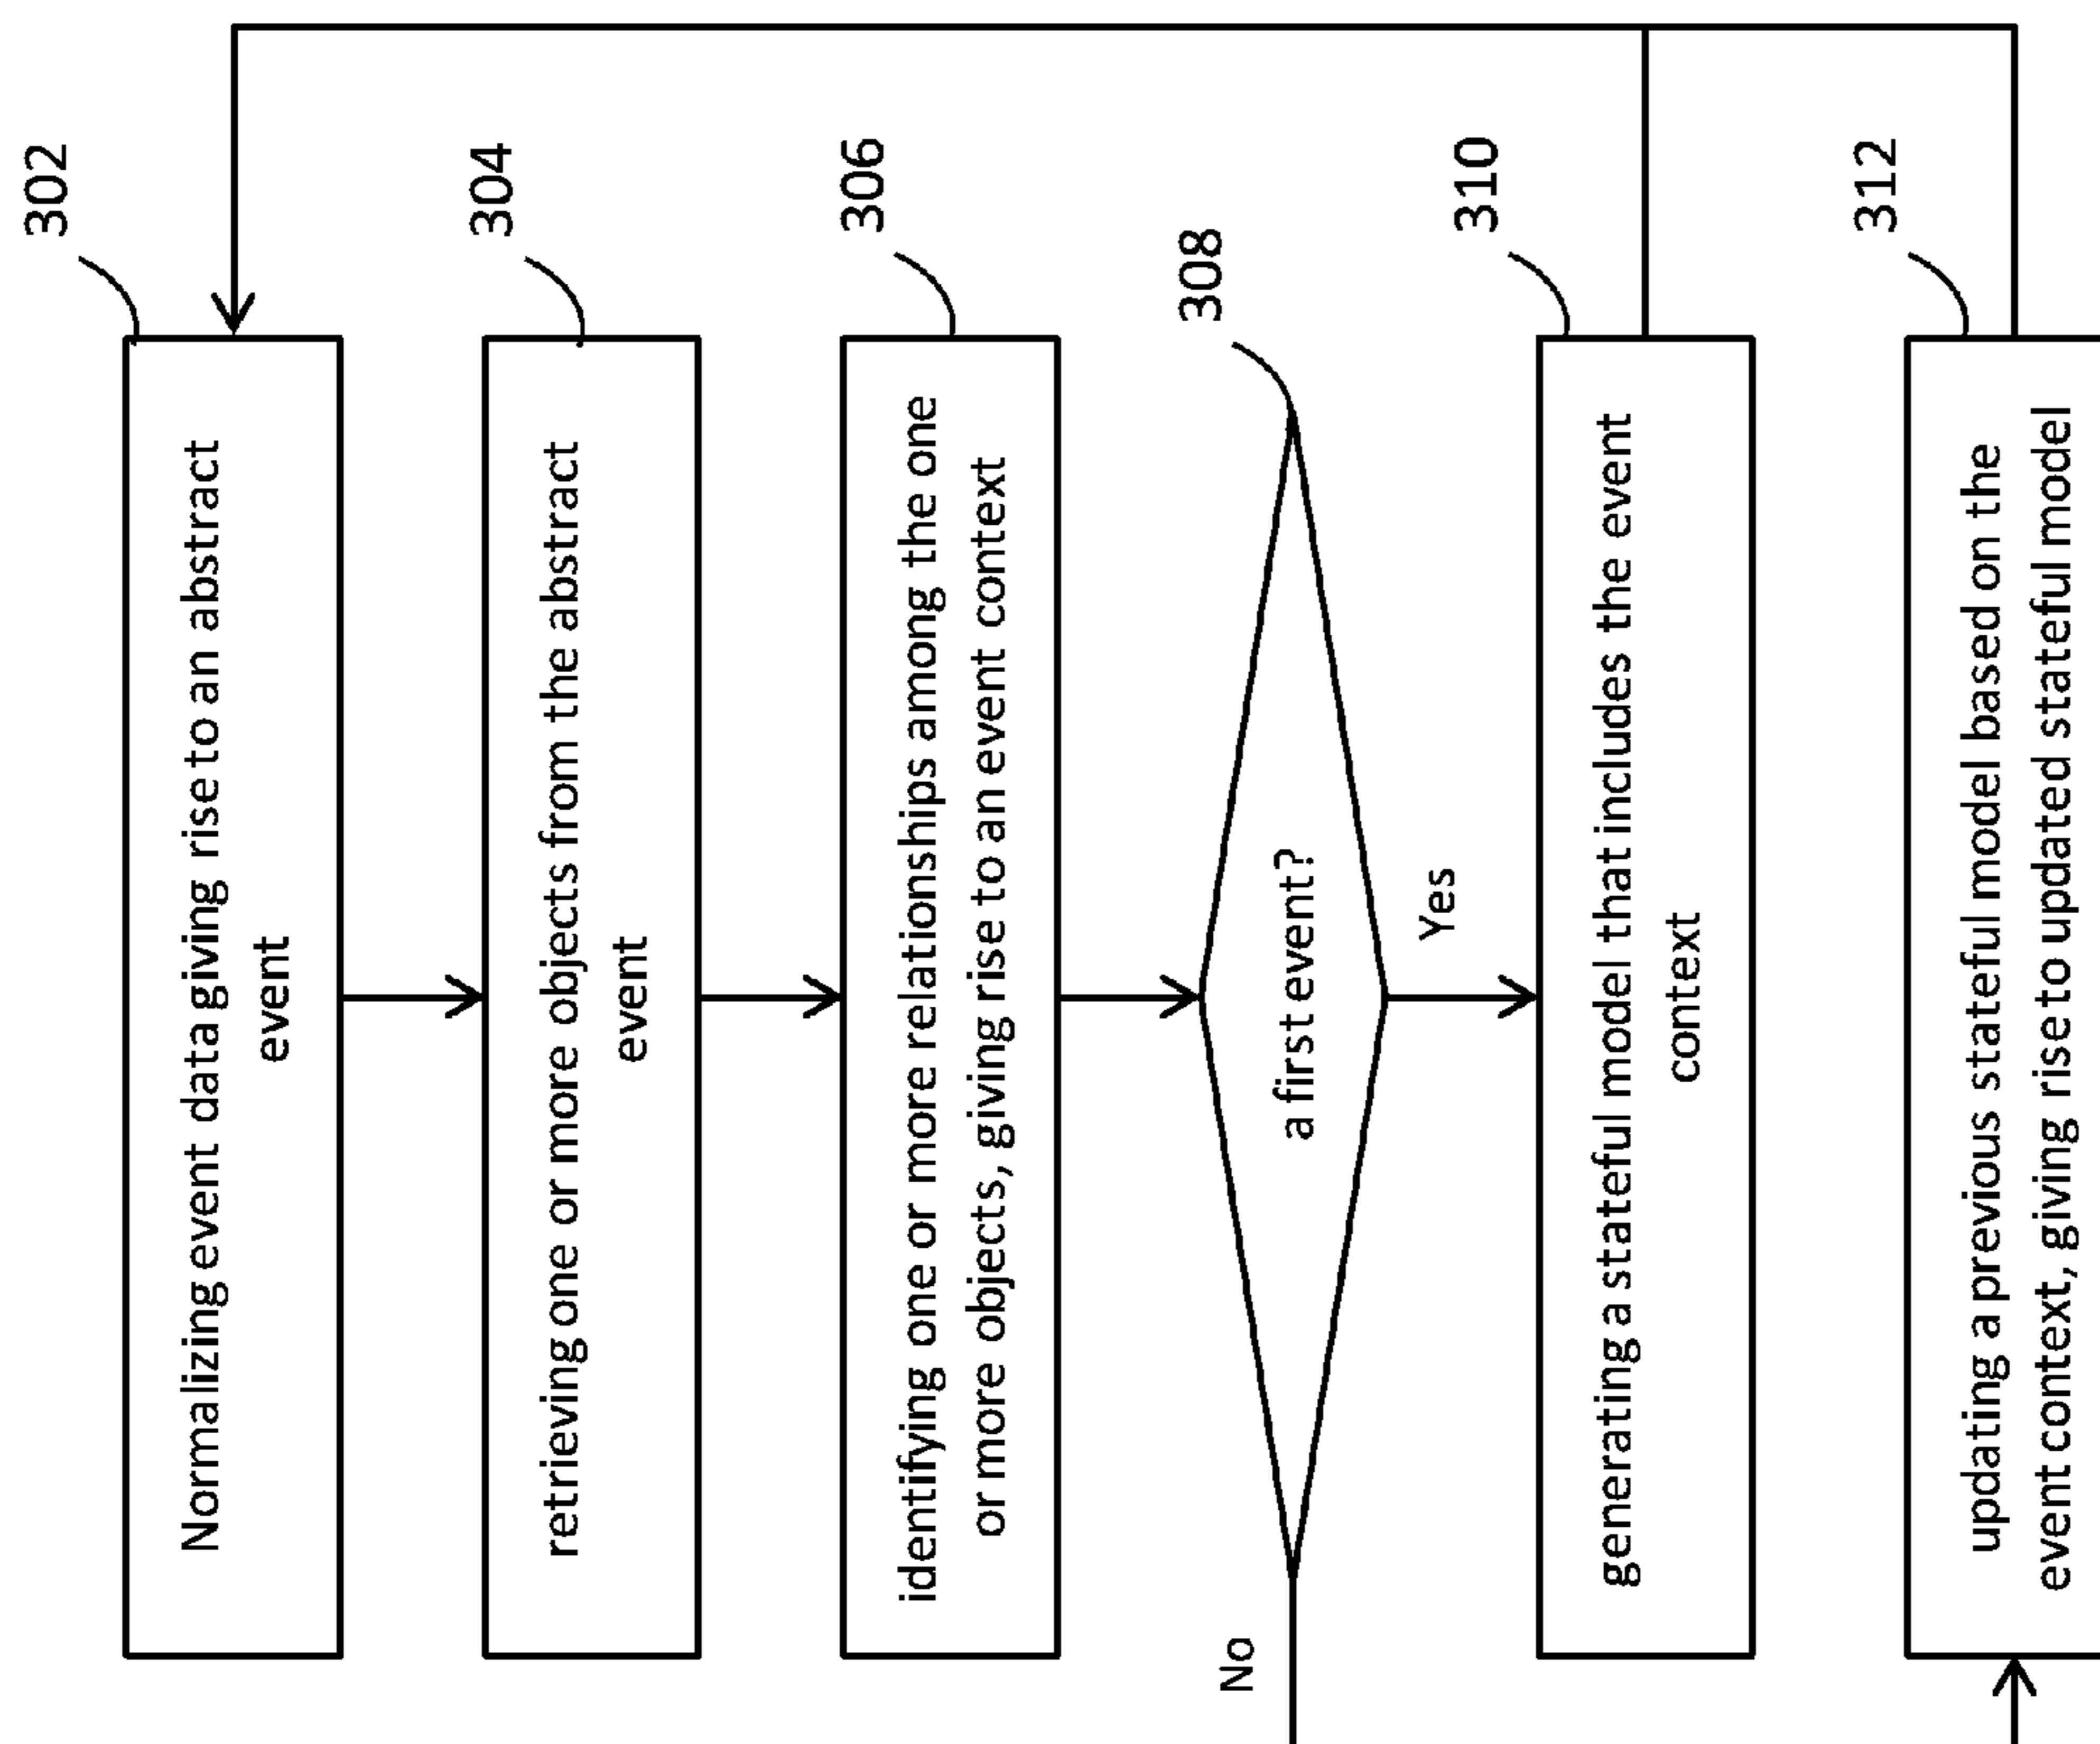 302
Normalizing event data giving rise to an abstract
event
304
retrieving one or more objects from the abstract
event
306
identifying one or more relationships among the one
or more objects, giving rise to an event context
308
a first event?
No
Yes
310
generating a stateful model that includes the event
context
312
updating a previous stateful model based on the
event context, giving rise to updated stateful model